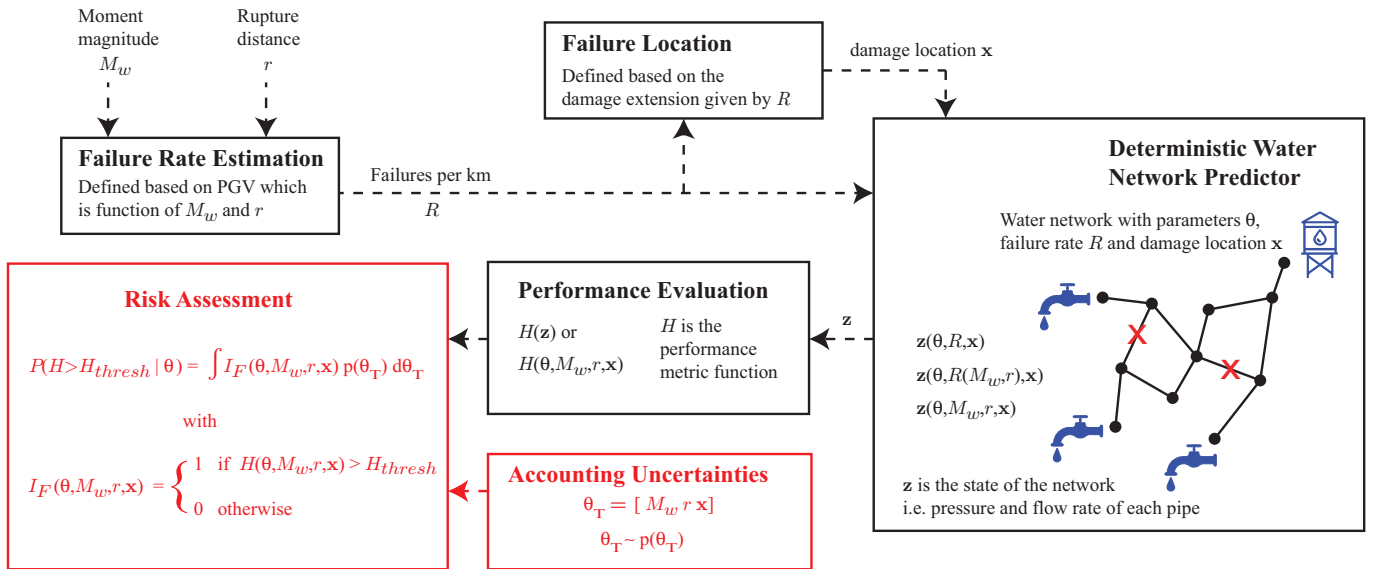 Moment
magnitude
M_w
Rupture
distance
r
Failure Rate Estimation
Defined based on PGV which
is function of M_w and r
Failures per km
R
Failure Location
Defined based on the
damage extension given by R
damage location x
Deterministic Water
Network Predictor
Water network with parameters θ,
failure rate R and damage location x
z(θ,R,x)
z(θ,R(M_w,r),x)
z(θ,M_w,r,x)
z is the state of the network
i.e. pressure and flow rate of each pipe
z
Performance Evaluation
H(z) or
H(θ,M_w,r,x)
H is the
performance
metric function
Risk Assessment
P(H>H_thresh | θ) = ∫ I_F (θ,M_w,r,x) p(θ_T) dθ_T
with
I_F (θ,M_w,r,x) = { 1 if H(θ,M_w,r,x) > H_thresh
0 otherwise
Accounting Uncertainties
θ_T = [ M_w r x]
θ_T ~ p(θ_T)